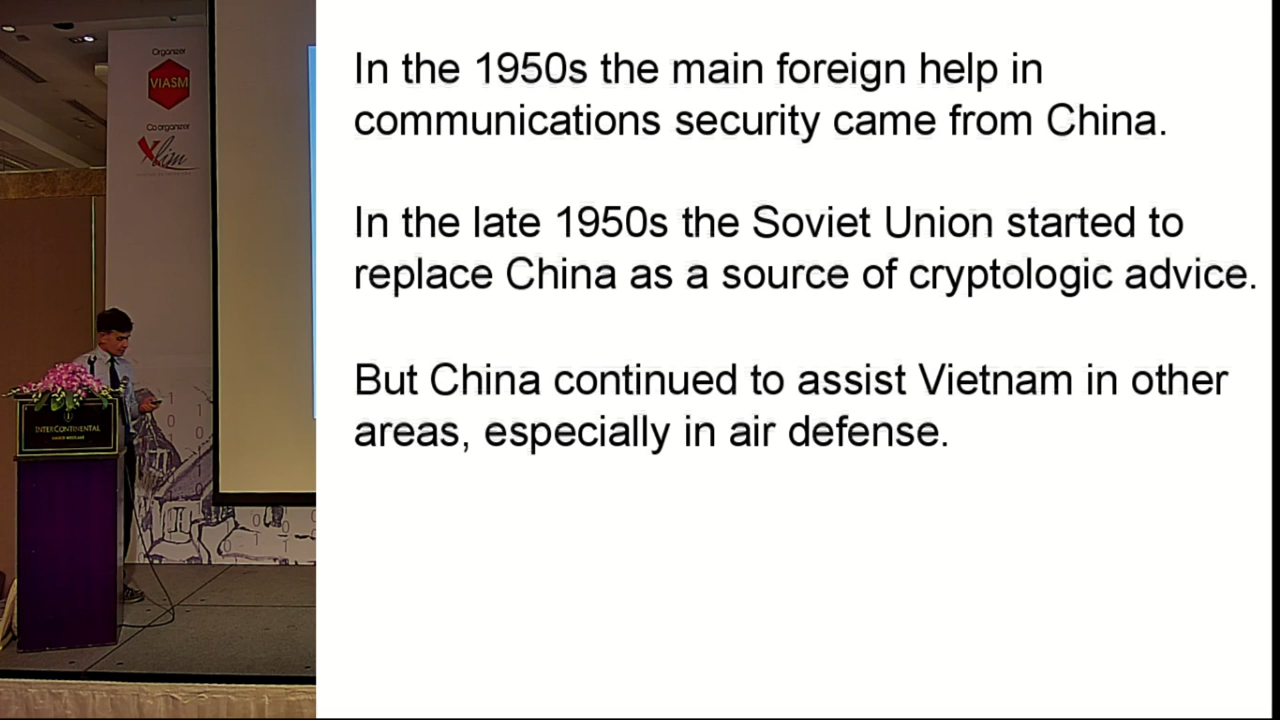 Organizer
VIASM
Co organizer
Xlim
INTERCONTINENTAL
In the 1950s the main foreign help in
communications security came from China.
In the late 1950s the Soviet Union started to
replace China as a source of cryptologic advice.
But China continued to assist Vietnam in other
areas, especially in air defense.